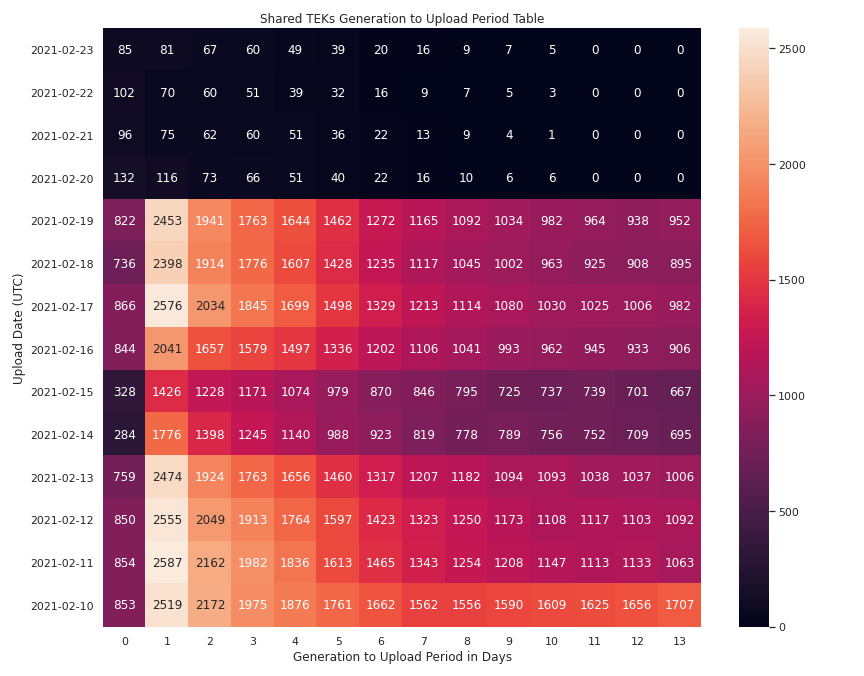 Shared TEKs Generation to Upload Period Table
2021-02-23 85 81 67 60 49 39 20 16 9 7 5 0 0 0
2021-02-22 102 70 60 51 39 32 16 9 7 5 3 0 0 0
2021-02-21 96 75 62 60 51 36 22 13 9 4 1 0 0 0
2021-02-20 132 116 73 66 51 40 22 16 10 6 6 0 0 0
2021-02-19 822 2453 1941 1763 1644 1462 1272 1165 1092 1034 982 964 938 952
2021-02-18 736 2398 1914 1776 1607 1428 1235 1117 1045 1002 963 925 908 895
2021-02-17 866 2576 2034 1845 1699 1498 1329 1213 1114 1080 1030 1025 1006 982
2021-02-16 844 2041 1657 1579 1497 1336 1202 1106 1041 993 962 945 933 906
2021-02-15 328 1426 1228 1171 1074 979 870 846 795 725 737 739 701 667
2021-02-14 284 1776 1398 1245 1140 988 923 819 778 789 756 752 709 695
2021-02-13 759 2474 1924 1763 1656 1460 1317 1207 1182 1094 1093 1038 1037 1006
2021-02-12 850 2555 2049 1913 1764 1597 1423 1323 1250 1173 1108 1117 1103 1092
2021-02-11 854 2587 2162 1982 1836 1613 1465 1343 1254 1208 1147 1113 1133 1063
2021-02-10 853 2519 2172 1975 1876 1761 1662 1562 1556 1590 1609 1625 1656 1707
0 1 2 3 4 5 6 7 8 9 10 11 12 13
Generation to Upload Period in Days
Upload Date (UTC)
2500
2000
1500
1000
500
0